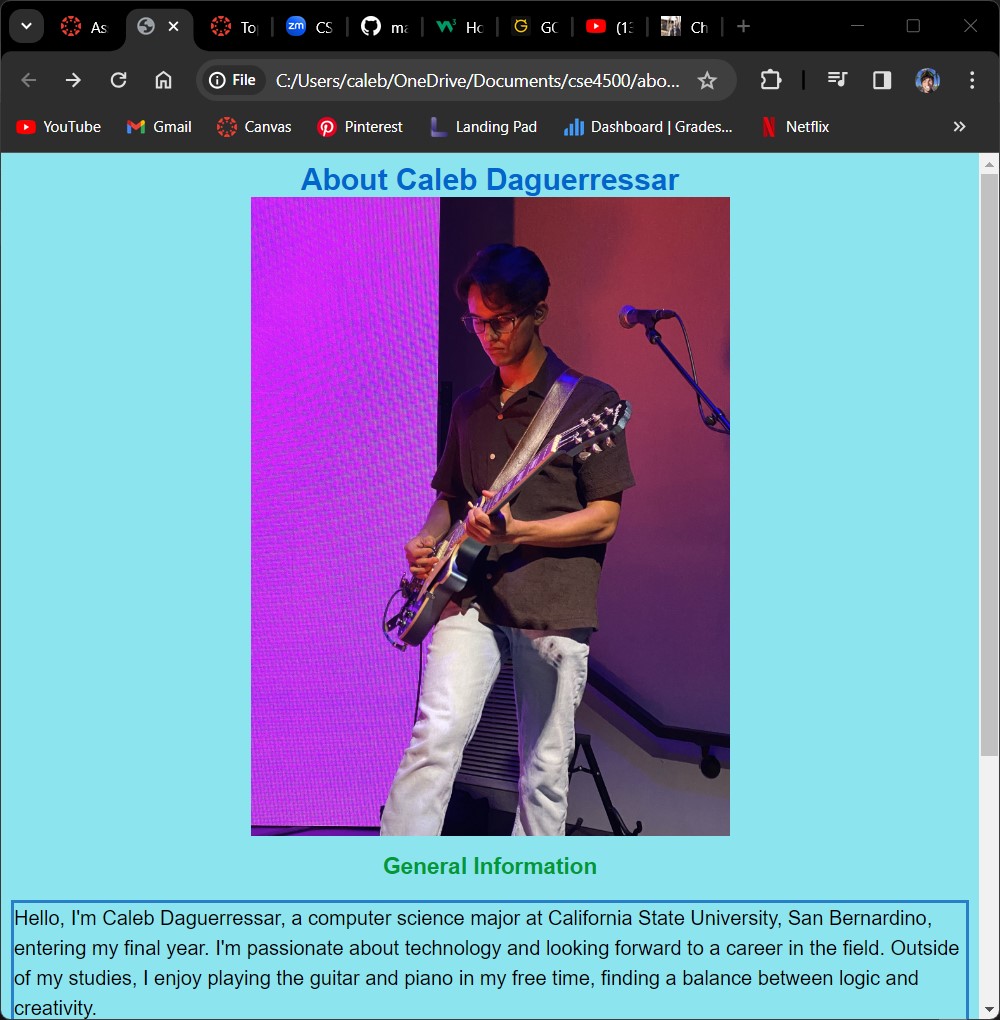 As
To
CS
ma
Ho
GC
(13
Ch
File C:/Users/caleb/OneDrive/Documents/cse4500/abo...
YouTube Gmail Canvas Pinterest Landing Pad Dashboard | Grades... Netflix
About Caleb Daguerressar
General Information
Hello, I'm Caleb Daguerressar, a computer science major at California State University, San Bernardino,
entering my final year. I'm passionate about technology and looking forward to a career in the field. Outside
of my studies, I enjoy playing the guitar and piano in my free time, finding a balance between logic and
creativity.